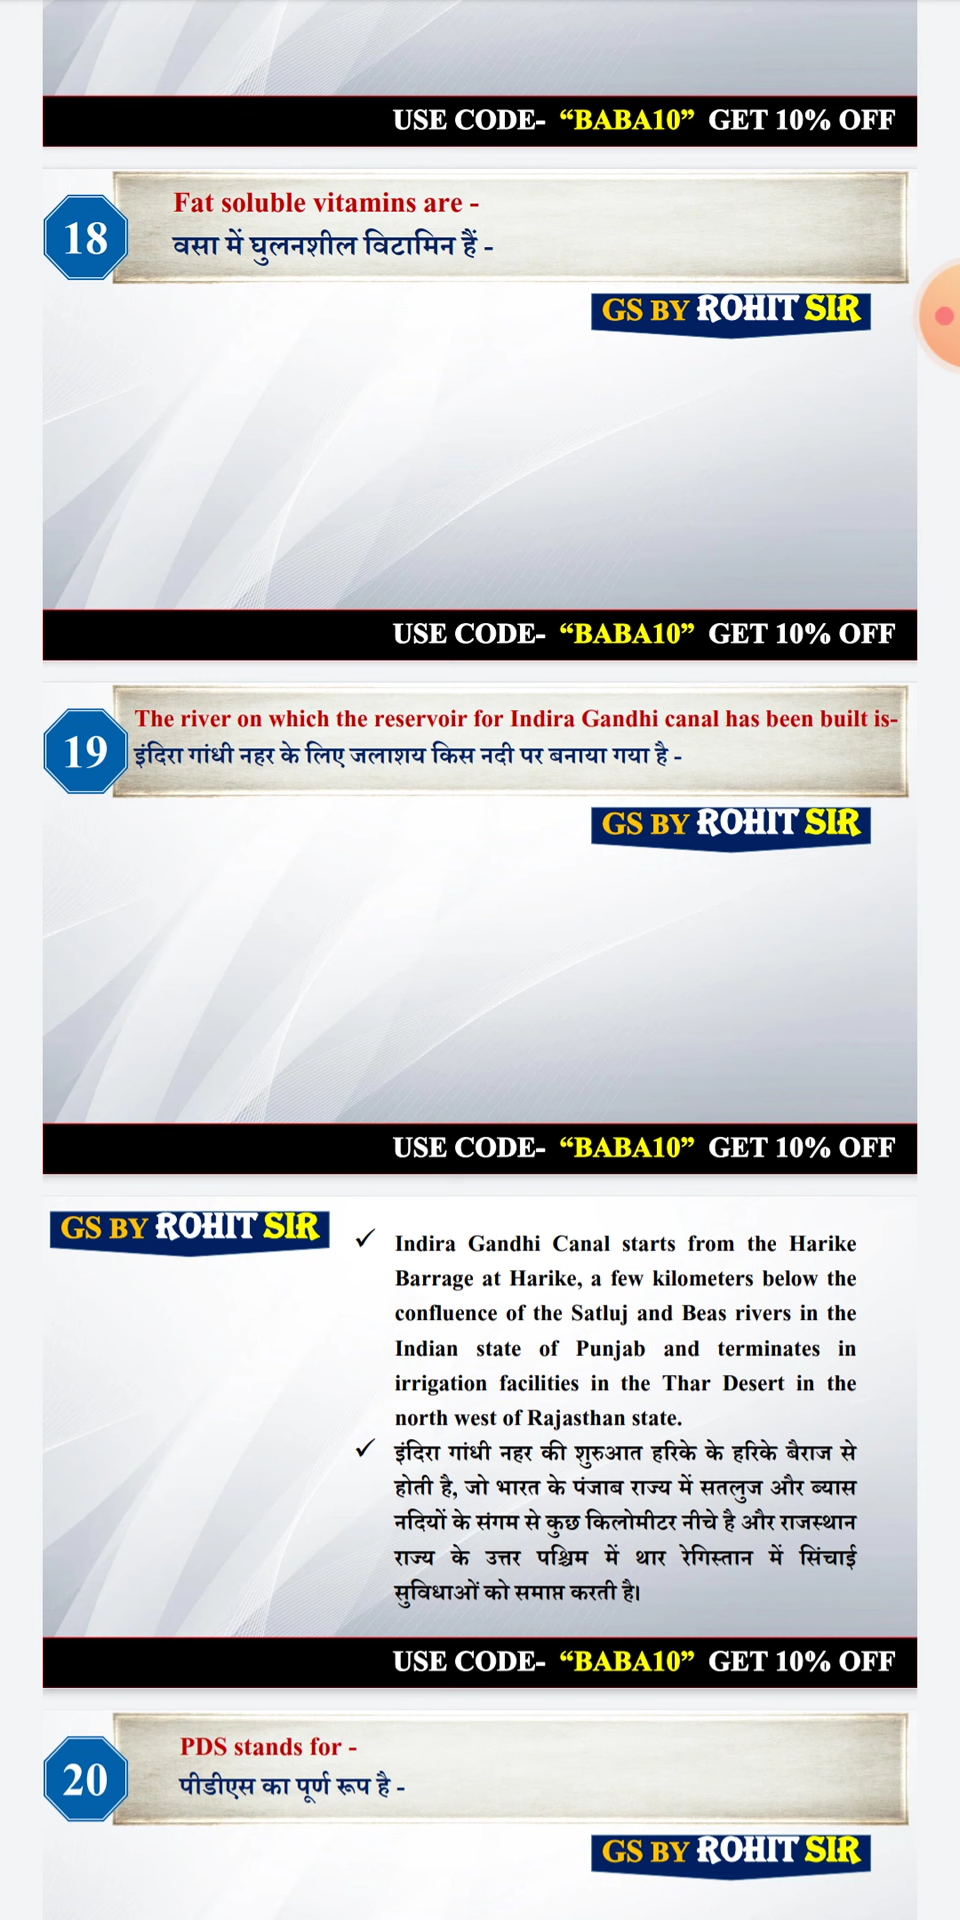 USE CODE- “BABA10” GET 10% OFF
18
Fat soluble vitamins are -
वसा में घुलनशील विटामिन हैं -
GS BY ROHIT SIR
USE CODE- “BABA10” GET 10% OFF
19
The river on which the reservoir for Indira Gandhi canal has been built is-
इंदिरा गांधी नहर के लिए जलाशय किस नदी पर बनाया गया है -
GS BY ROHIT SIR
USE CODE- “BABA10” GET 10% OFF
GS BY ROHIT SIR
✓ Indira Gandhi Canal starts from the Harike
Barrage at Harike, a few kilometers below the
confluence of the Satluj and Beas rivers in the
Indian state of Punjab and terminates in
irrigation facilities in the Thar Desert in the
north west of Rajasthan state.
✓ इंदिरा गांधी नहर की शुरुआत हरिके के हरिके बैराज से
होती है, जो भारत के पंजाब राज्य में सतलुज और ब्यास
नदियों के संगम से कुछ किलोमीटर नीचे है और राजस्थान
राज्य के उत्तर पश्चिम में थार रेगिस्तान में सिंचाई
सुविधाओं को समाप्त करती है।
USE CODE- “BABA10” GET 10% OFF
20
PDS stands for -
पीडीएस का पूर्ण रूप है -
GS BY ROHIT SIR